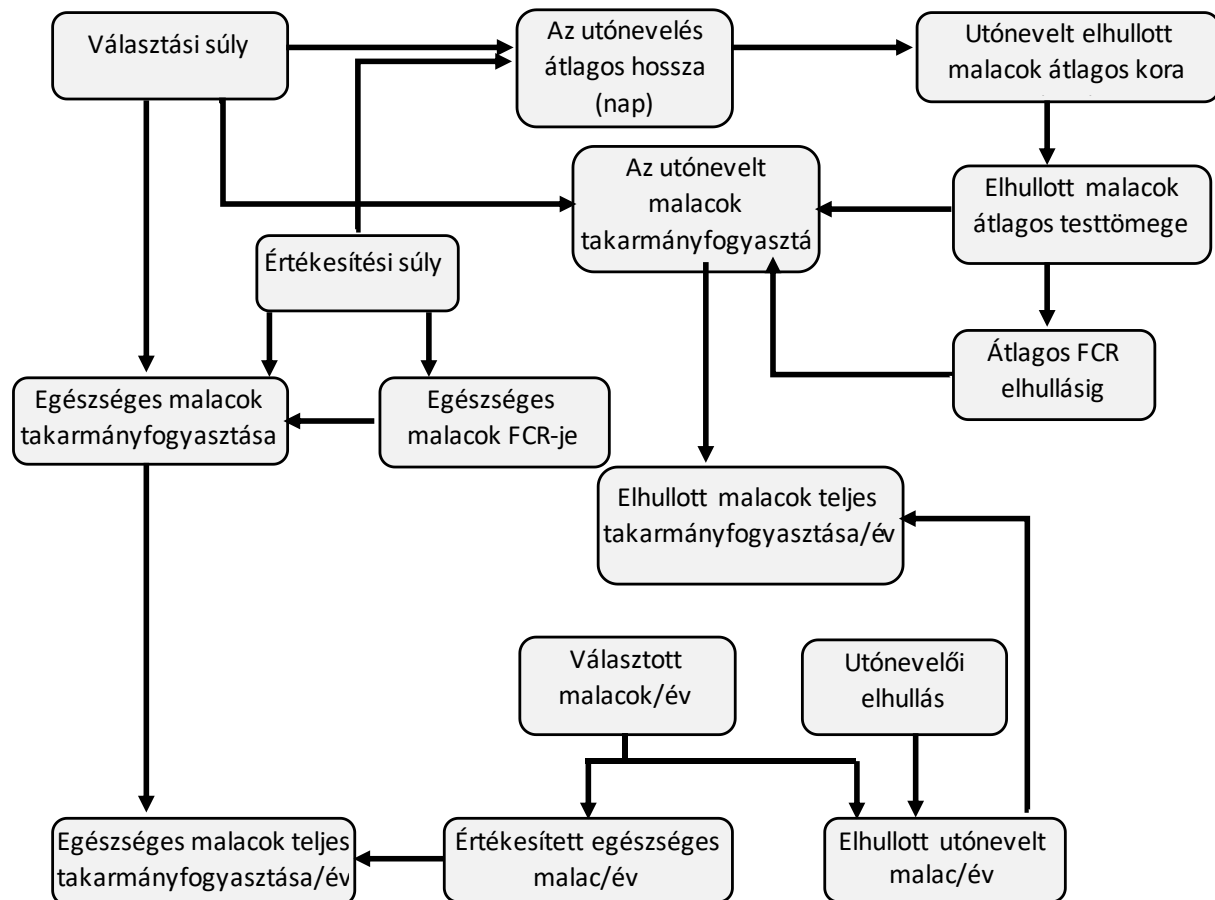 Választási súly
Az utónevelés
átlagos hossza
(nap)
Utónevelt elhullott
malacok átlagos kora
Az utónevelt
malacok
takarmányfogyasztá
Elhullott malacok
átlagos testtömege
Értékesítési súly
Átlagos FCR
elhullásig
Egészséges malacok
takarmányfogyasztása
Egészséges
malacok FCR-je
Elhullott malacok teljes
takarmányfogyasztása/év
Választott
malacok/év
Utónevelői
elhullás
Egészséges malacok teljes
takarmányfogyasztása/év
Értékesített egészséges
malac/év
Elhullott utónevelt
malac/év